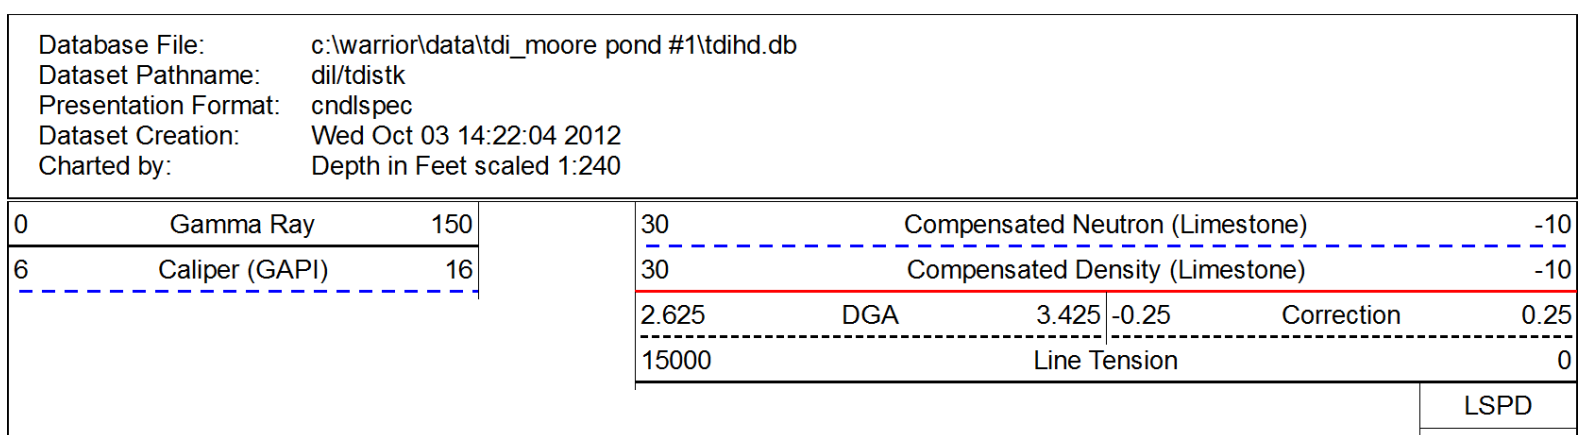 Database File: c:\warrior\data\tdi_moore pond #1\tdihd.db
Dataset Pathname: dil/tdistk
Presentation Format: cndlspec
Dataset Creation: Wed Oct 03 14:22:04 2012
Charted by: Depth in Feet scaled 1:240
0 Gamma Ray 150 30 Compensated Neutron (Limestone) -10
6 Caliper (GAPI) 16 30 Compensated Density (Limestone) -10
2.625 DGA 3.425 -0.25 Correction 0.25
15000 Line Tension 0
LSPD